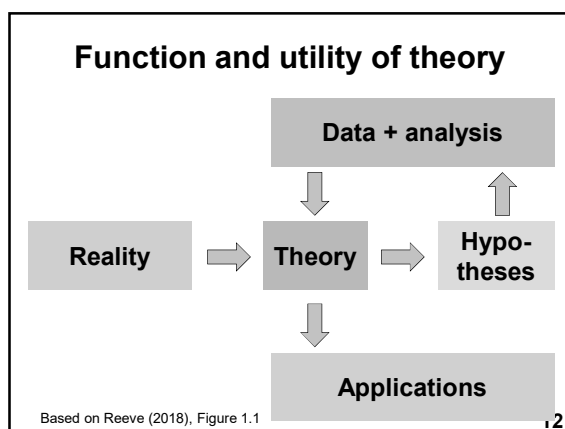 Function and utility of theory
Data + analysis
Reality
Theory
Hypo-
theses
Applications
Based on Reeve (2018), Figure 1.1
12